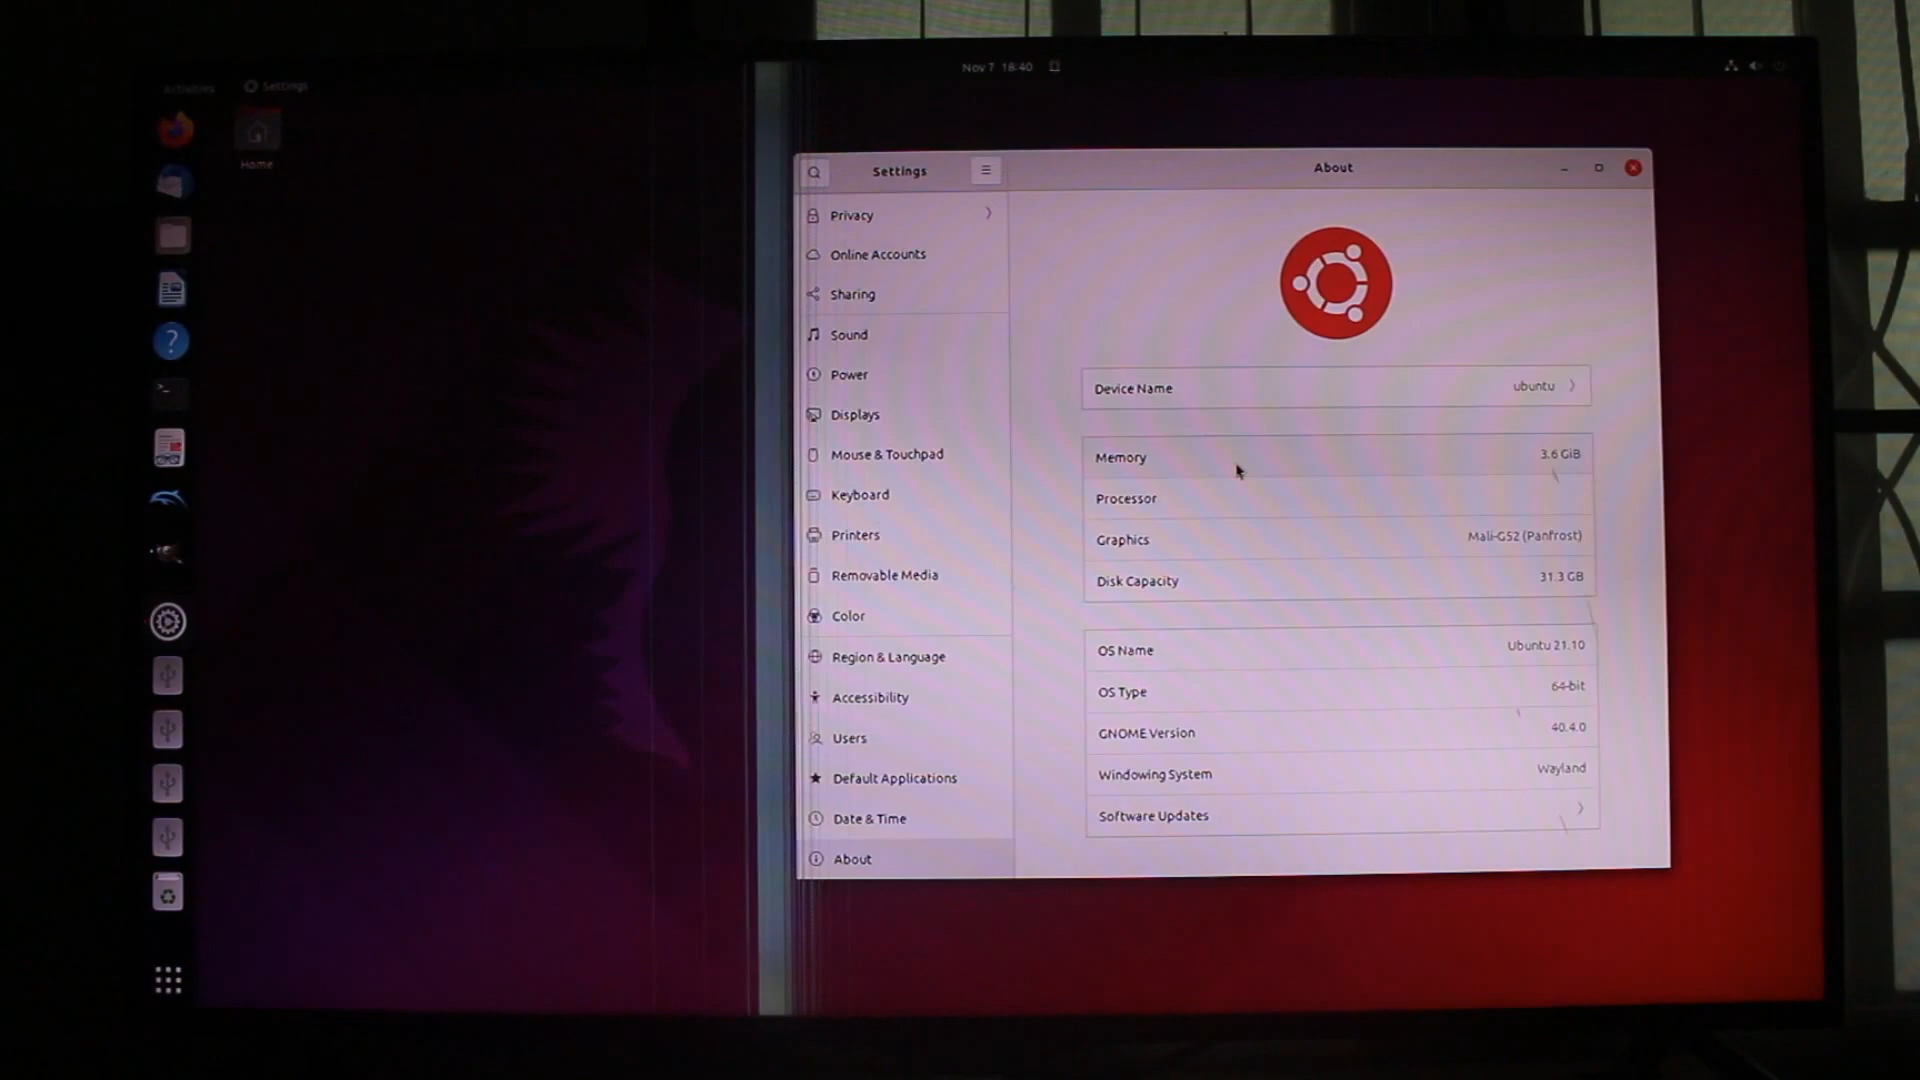 Nov 7 18:40
Activities
Settings
Home
Settings
About
Privacy
Online Accounts
Sharing
Sound
Power
Displays
Mouse & Touchpad
Keyboard
Printers
Removable Media
Color
Region & Language
Accessibility
Users
Default Applications
Date & Time
About
Device Name ubuntu
Memory 3.6 GiB
Processor
Graphics Mali-G52 (Panfrost)
Disk Capacity 31.3 GB
OS Name Ubuntu 21.10
OS Type 64-bit
GNOME Version 40.4.0
Windowing System Wayland
Software Updates